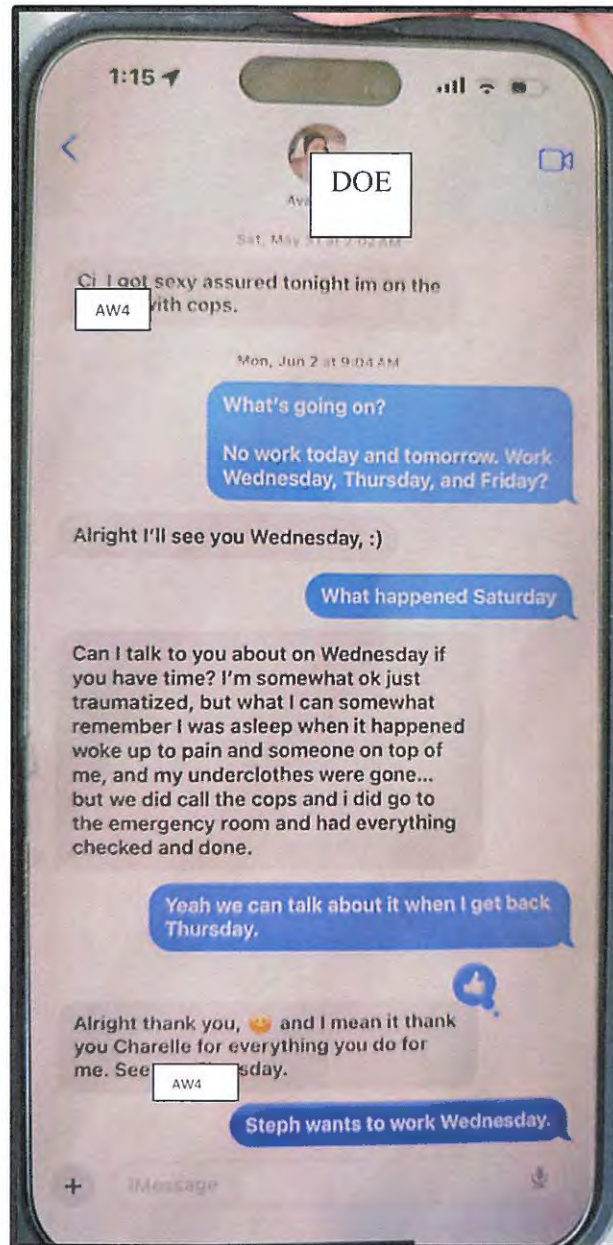 1:15
DOE
Sat, May 31 at 2:02 AM
I got sexy assured tonight im on the
AW4 with cops.
Mon, Jun 2 at 9:04 AM
What's going on?
No work today and tomorrow. Work
Wednesday, Thursday, and Friday?
Alright I'll see you Wednesday, :)
What happened Saturday
Can I talk to you about on Wednesday if
you have time? I'm somewhat ok just
traumatized, but what I can somewhat
remember I was asleep when it happened
woke up to pain and someone on top of
me, and my underclothes were gone...
but we did call the cops and i did go to
the emergency room and had everything
checked and done.
Yeah we can talk about it when I get back
Thursday.
Alright thank you, 😊 and I mean it thank
you Charelle for everything you do for
me. See AW4 sday.
Steph wants to work Wednesday.
iMessage